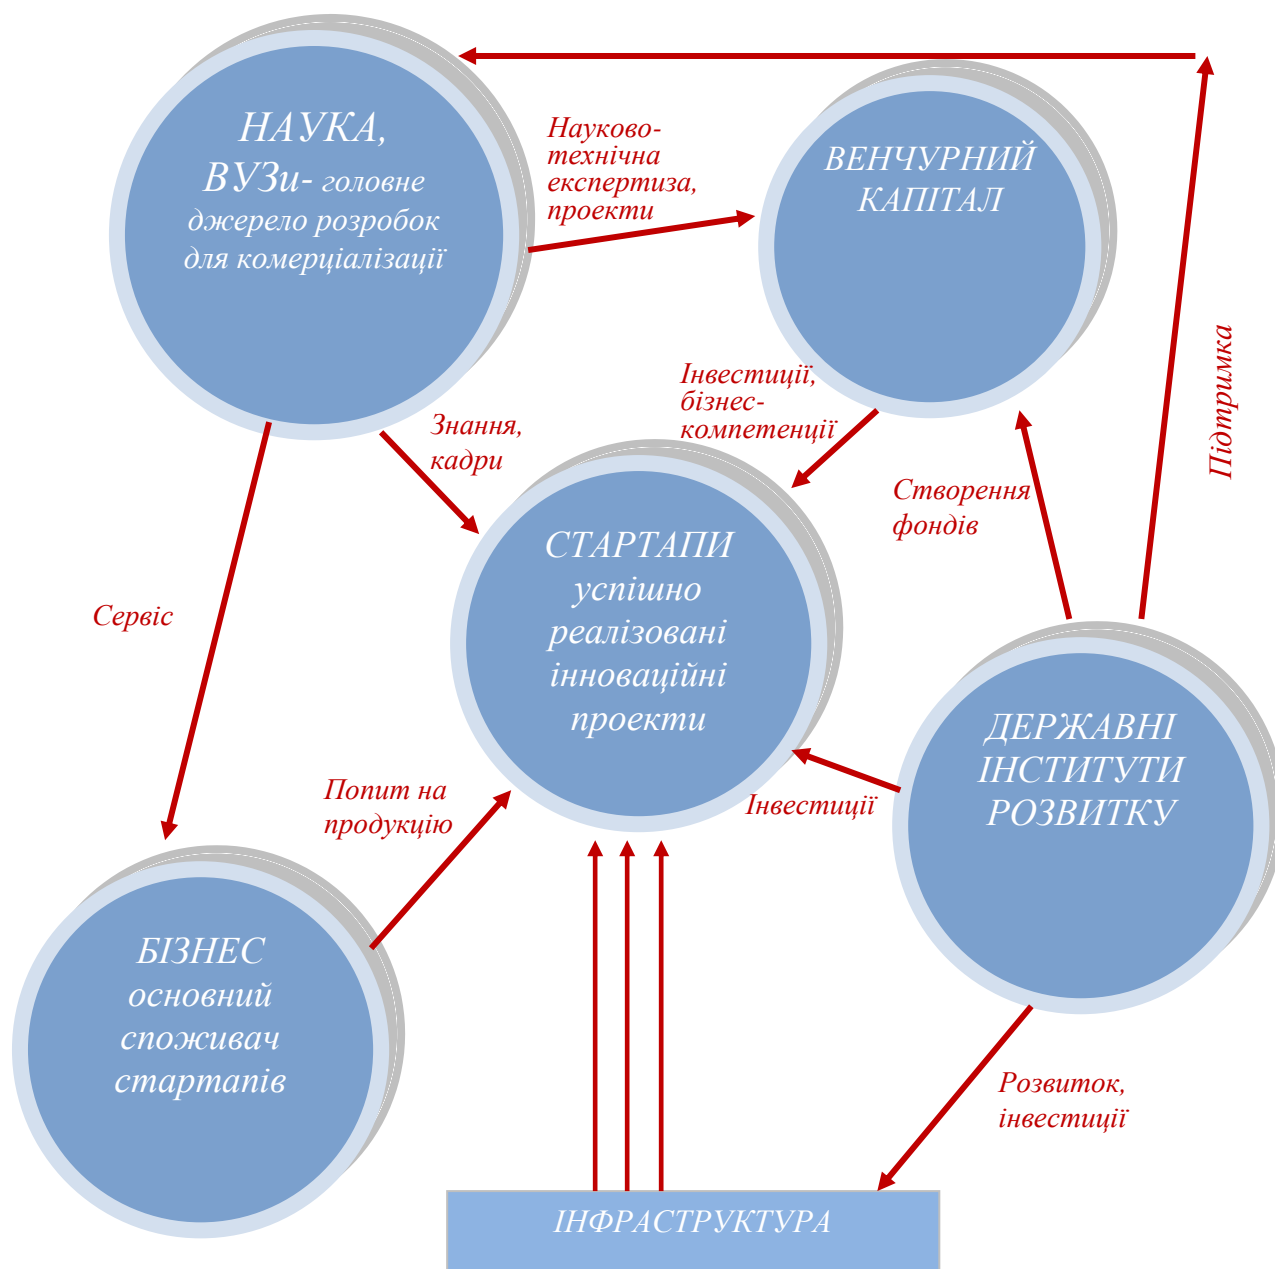 НАУКА,
ВУЗи- головне
джерело розробок
для комерціалізації
Науково-
технічна
експертиза,
проекти
ВЕНЧУРНИЙ
КАПІТАЛ
Підтримка
Інвестиції,
бізнес-
компетенції
Знання,
кадри
Створення
фондів
СТАРТАПИ
успішно
реалізовані
інноваційні
проекти
Сервіс
ДЕРЖАВНІ
ІНСТИТУТИ
РОЗВИТКУ
Попит на
продукцію
Інвестиції
БІЗНЕС
основний
споживач
стартапів
Розвиток,
інвестиції
ІНФРАСТРУКТУРА